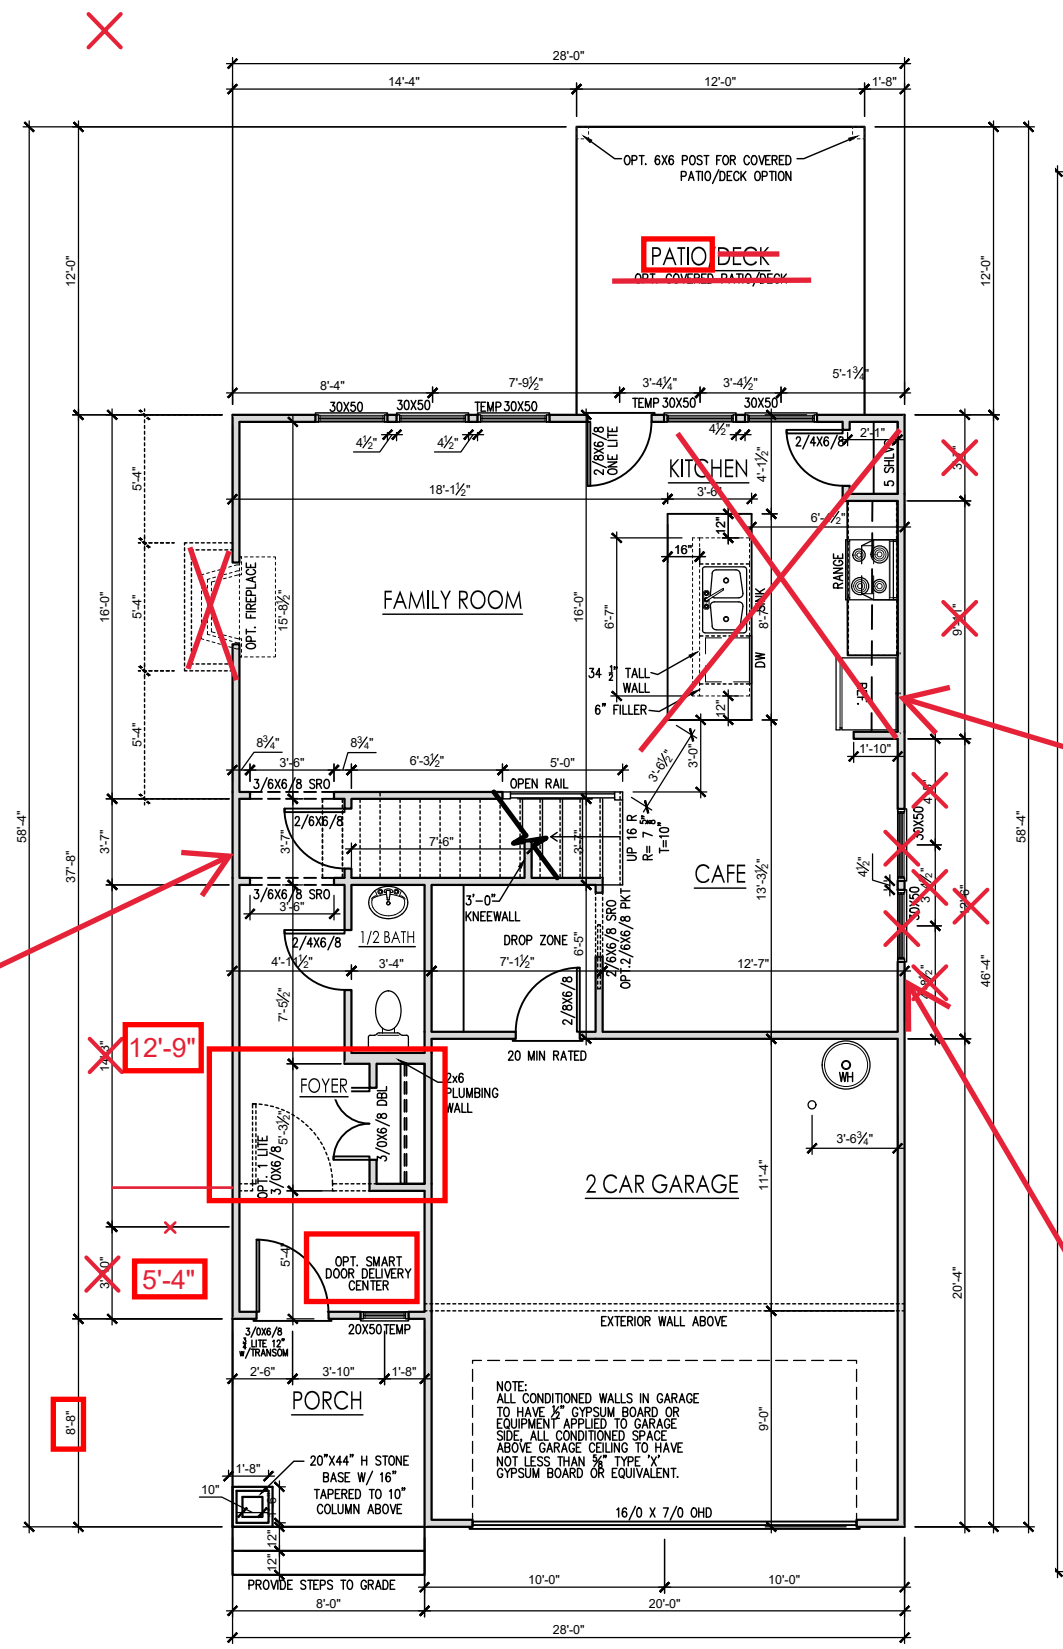 28'-0"
14'-4"
12'-0"
1'-8"
OPT. 6X6 POST FOR COVERED
PATIO/DECK OPTION
PATIO/DECK
OPT. COVERED PATIO/DECK
12'-0"
12'-0"
8'-4"
7'-9½"
3'-4¼"
3'-4½"
5'-1¾"
30X50
30X50
TEMP 30X50
TEMP 30X50
30X50
4½"
4½"
4½"
2/8X6/8
ONE LITE
KITCHEN
4'-1½"
2/4X6/8
2'-1"
5 SHLVS
18'-1½"
3'-6"
12"
16"
5'-4"
16'-0"
5'-4"
5'-4"
OPT. FIREPLACE
15'-8½"
FAMILY ROOM
16'-0"
6'-7"
RANGE
DW
34 ½" TALL
WALL
6" FILLER
12"
1'-10"
3'-6½"
3'-0"
8¾"
8¾"
3'-6"
6'-3½"
5'-0"
3/6X6/8 SRO
OPEN RAIL
2/6X6/8
3'-7"
3'-7"
7'-6"
3'-7"
UP 16 R
R= 7 ⅝"
T=10"
58'-4"
37'-8"
58'-4"
46'-4"
CAFE
13'-3½"
4½"
30X50
30X50
3/6X6/8 SRO
3'-6"
3'-0"
KNEEWALL
1/2 BATH
2/4X6/8
DROP ZONE
6'-5"
2/6X6/8 SRO
OPT.2/6X6/8 PKT
4'-11½"
3'-4"
7'-1½"
12'-7"
7'-5½"
2/8X6/8
20 MIN RATED
12'-9"
FOYER
2x6
PLUMBING
WALL
3/0X6/8 DBL
OPT. 1 LITE
3/0X6/8
5'-3½"
WH
3'-6¾"
2 CAR GARAGE
11'-4"
5'-4"
5'-4"
OPT. SMART
DOOR DELIVERY
CENTER
20'-4"
EXTERIOR WALL ABOVE
3/0X6/8
¾ LITE 12"
W/TRANSOM
20X50 TEMP
2'-6"
3'-10"
1'-8"
PORCH
8'-8"
NOTE:
ALL CONDITIONED WALLS IN GARAGE
TO HAVE ½" GYPSUM BOARD OR
EQUIPMENT APPLIED TO GARAGE
SIDE, ALL CONDITIONED SPACE
ABOVE GARAGE CEILING TO HAVE
NOT LESS THAN ⅝" TYPE 'X'
GYPSUM BOARD OR EQUIVALENT.
9'-0"
20"X44" H STONE
BASE W/ 16"
TAPERED TO 10"
COLUMN ABOVE
1'-8"
10"
16/0 X 7/0 OHD
12"
12"
PROVIDE STEPS TO GRADE
10'-0"
10'-0"
8'-0"
20'-0"
28'-0"